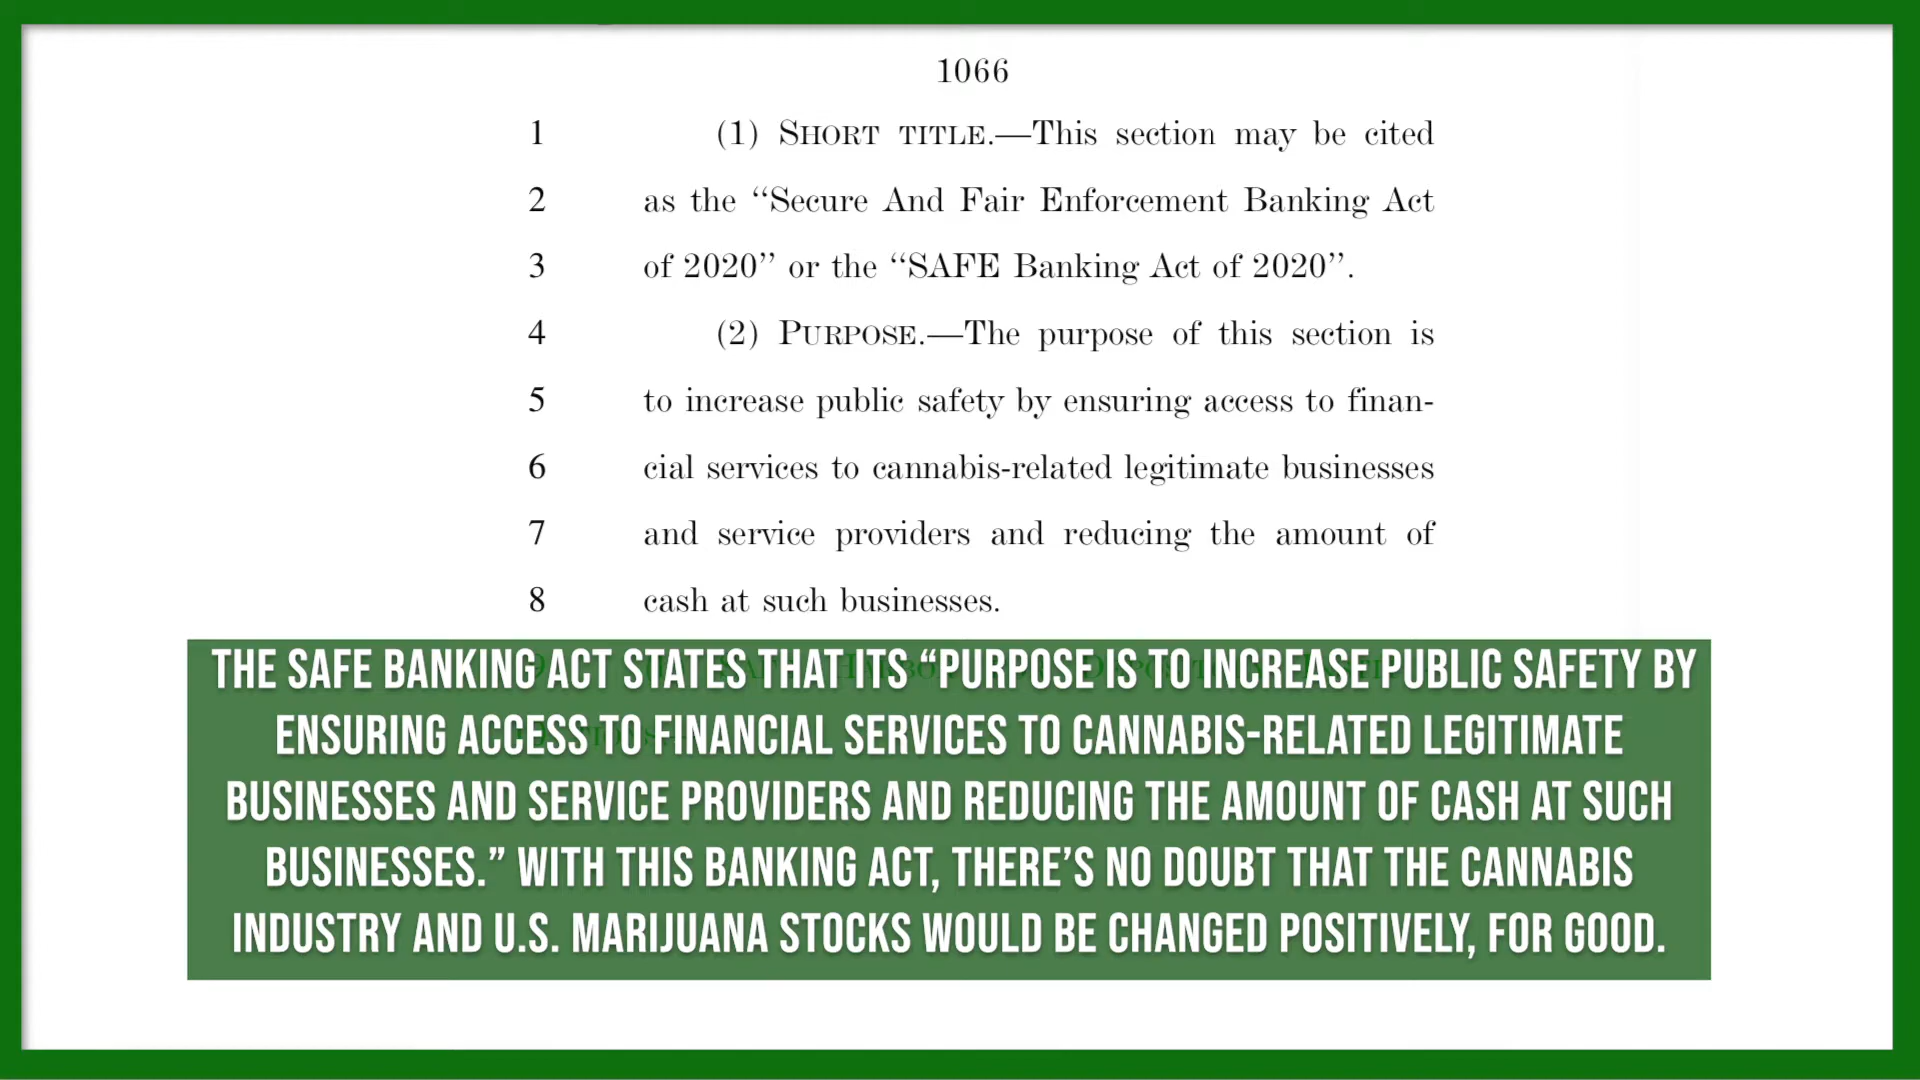 1066
1 (1) SHORT TITLE.—This section may be cited
2 as the ‘‘Secure And Fair Enforcement Banking Act
3 of 2020’’ or the ‘‘SAFE Banking Act of 2020’’.
4 (2) PURPOSE.—The purpose of this section is
5 to increase public safety by ensuring access to finan-
6 cial services to cannabis-related legitimate businesses
7 and service providers and reducing the amount of
8 cash at such businesses.
THE SAFE BANKING ACT STATES THAT ITS “PURPOSE IS TO INCREASE PUBLIC SAFETY BY
ENSURING ACCESS TO FINANCIAL SERVICES TO CANNABIS-RELATED LEGITIMATE
BUSINESSES AND SERVICE PROVIDERS AND REDUCING THE AMOUNT OF CASH AT SUCH
BUSINESSES.” WITH THIS BANKING ACT, THERE’S NO DOUBT THAT THE CANNABIS
INDUSTRY AND U.S. MARIJUANA STOCKS WOULD BE CHANGED POSITIVELY, FOR GOOD.